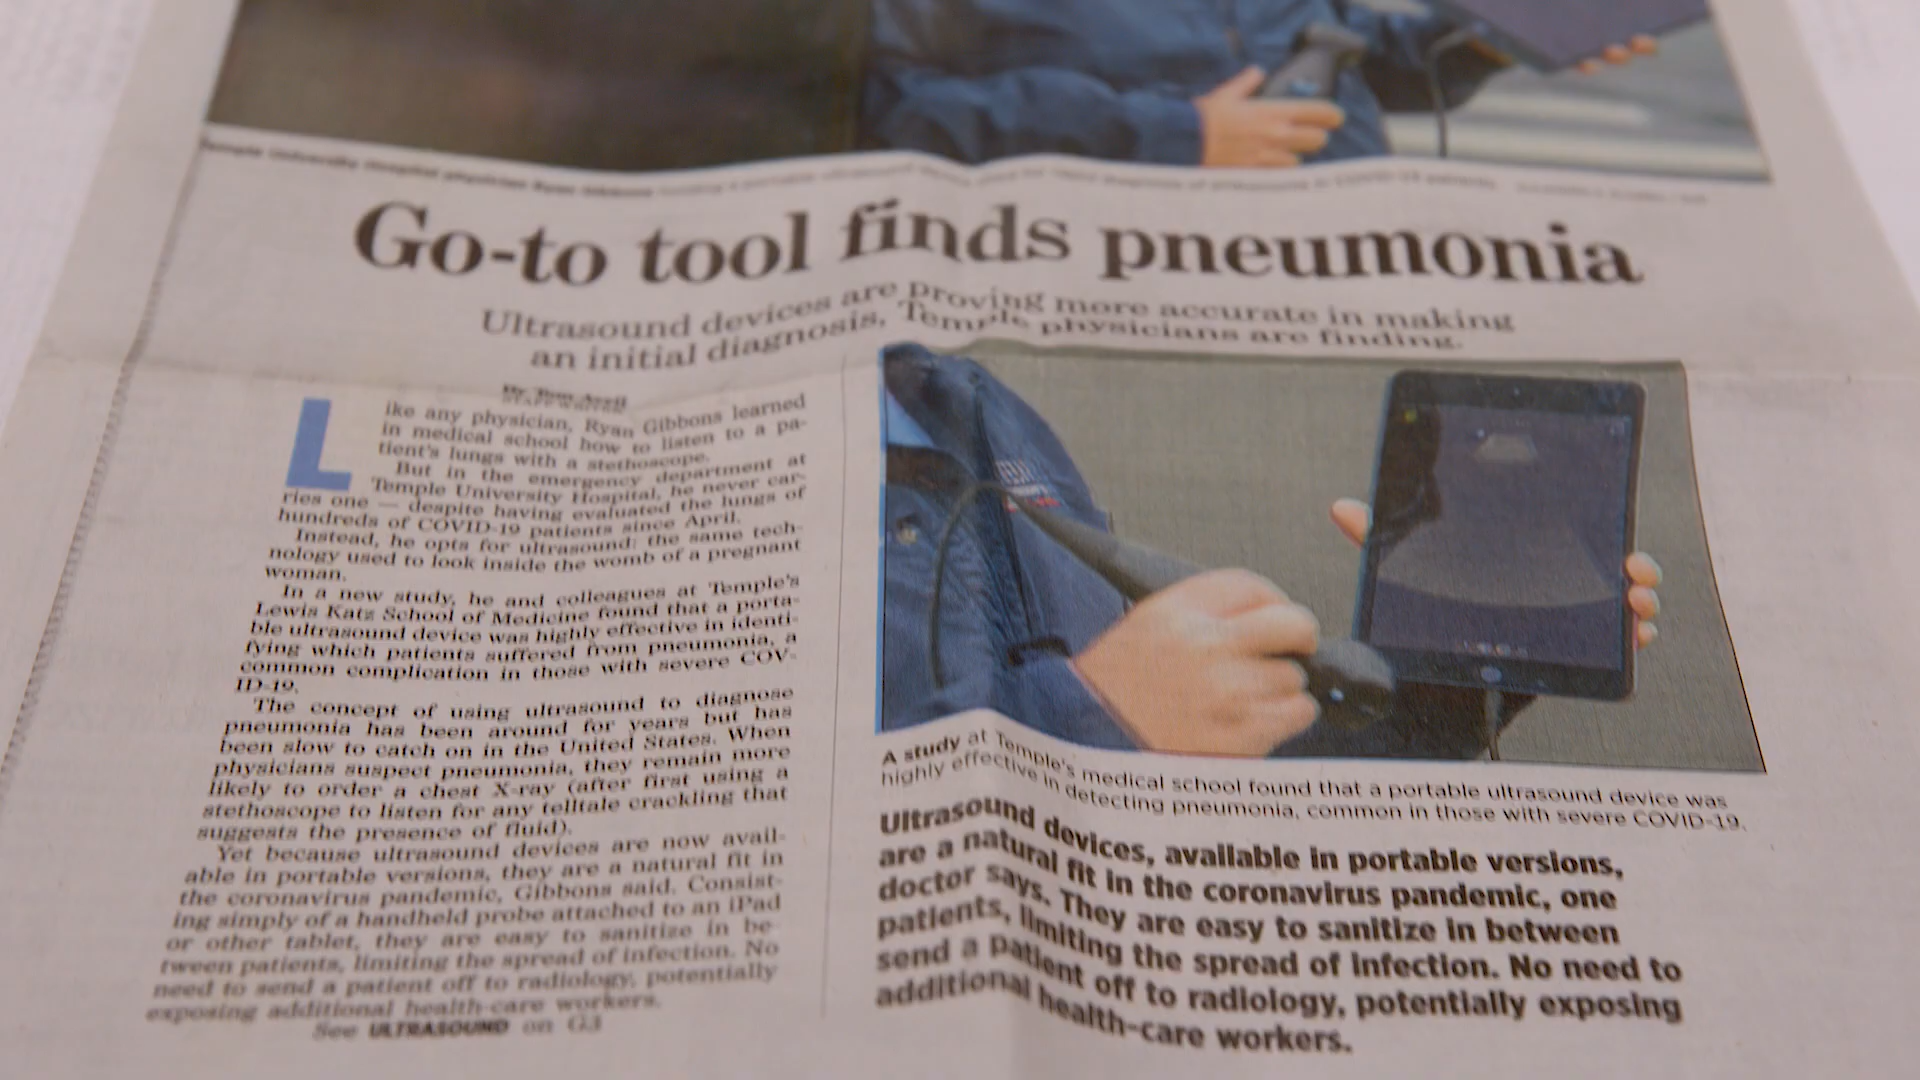 Temple University Hospital physician Ryan Gibbons
Go-to tool finds pneumonia
Ultrasound devices are proving more accurate in making
an initial diagnosis, Temple physicians are finding.
By Tom Avril
STAFF WRITER
Like any physician, Ryan Gibbons learned
in medical school how to listen to a pa-
tient's lungs with a stethoscope.
But in the emergency department at
Temple University Hospital, he never car-
ries one — despite having evaluated the lungs of
hundreds of COVID-19 patients since April.
Instead, he opts for ultrasound: the same tech-
nology used to look inside the womb of a pregnant
woman.
In a new study, he and colleagues at Temple's
Lewis Katz School of Medicine found that a porta-
ble ultrasound device was highly effective in identi-
fying which patients suffered from pneumonia, a
common complication in those with severe COV-
ID-19.
The concept of using ultrasound to diagnose
pneumonia has been around for years but has
been slow to catch on in the United States. When
physicians suspect pneumonia, they remain more
likely to order a chest X-ray (after first using a
stethoscope to listen for any telltale crackling that
suggests the presence of fluid).
Yet because ultrasound devices are now avail-
able in portable versions, they are a natural fit in
the coronavirus pandemic, Gibbons said. Consist-
ing simply of a handheld probe attached to an iPad
or other tablet, they are easy to sanitize in be-
tween patients, limiting the spread of infection. No
need to send a patient off to radiology, potentially
exposing additional health-care workers.
See ULTRASOUND on G3
A study at Temple's medical school found that a portable ultrasound device was
highly effective in detecting pneumonia, common in those with severe COVID-19.
Ultrasound devices, available in portable versions,
are a natural fit in the coronavirus pandemic, one
doctor says. They are easy to sanitize in between
patients, limiting the spread of infection. No need to
send a patient off to radiology, potentially exposing
additional health-care workers.